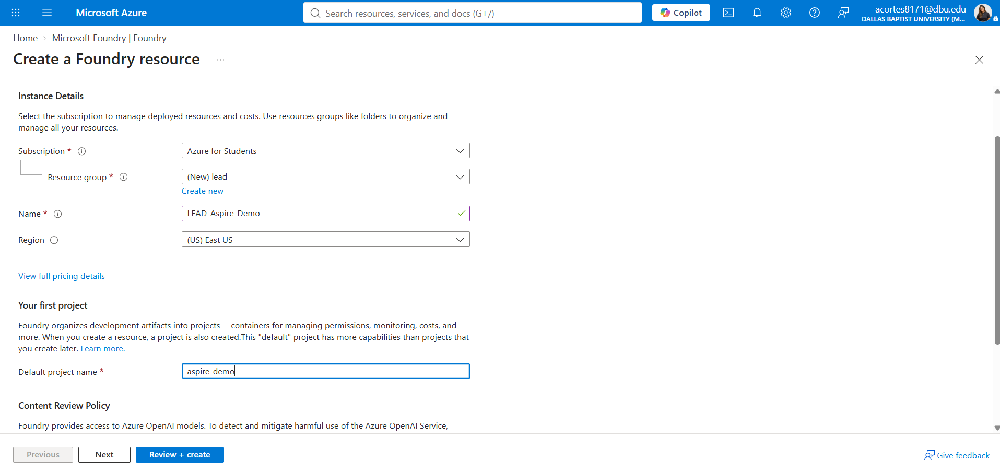 Microsoft Azure
Search resources, services, and docs (G+/)
Copilot
acortes8171@dbu.edu
DALLAS BAPTIST UNIVERSITY (M...
Home > Microsoft Foundry | Foundry
Create a Foundry resource ...
Instance Details
Select the subscription to manage deployed resources and costs. Use resources groups like folders to organize and
manage all your resources.
Subscription *
Azure for Students
Resource group *
(New) lead
Create new
Name *
LEAD-Aspire-Demo
Region
(US) East US
View full pricing details
Your first project
Foundry organizes development artifacts into projects— containers for managing permissions, monitoring, costs, and
more. When you create a resource, a project is also created.This "default" project has more capabilities than projects that
you create later. Learn more.
Default project name *
aspire-demo
Content Review Policy
Foundry provides access to Azure OpenAI models. To detect and mitigate harmful use of the Azure OpenAI Service,
Previous
Next
Review + create
Give feedback